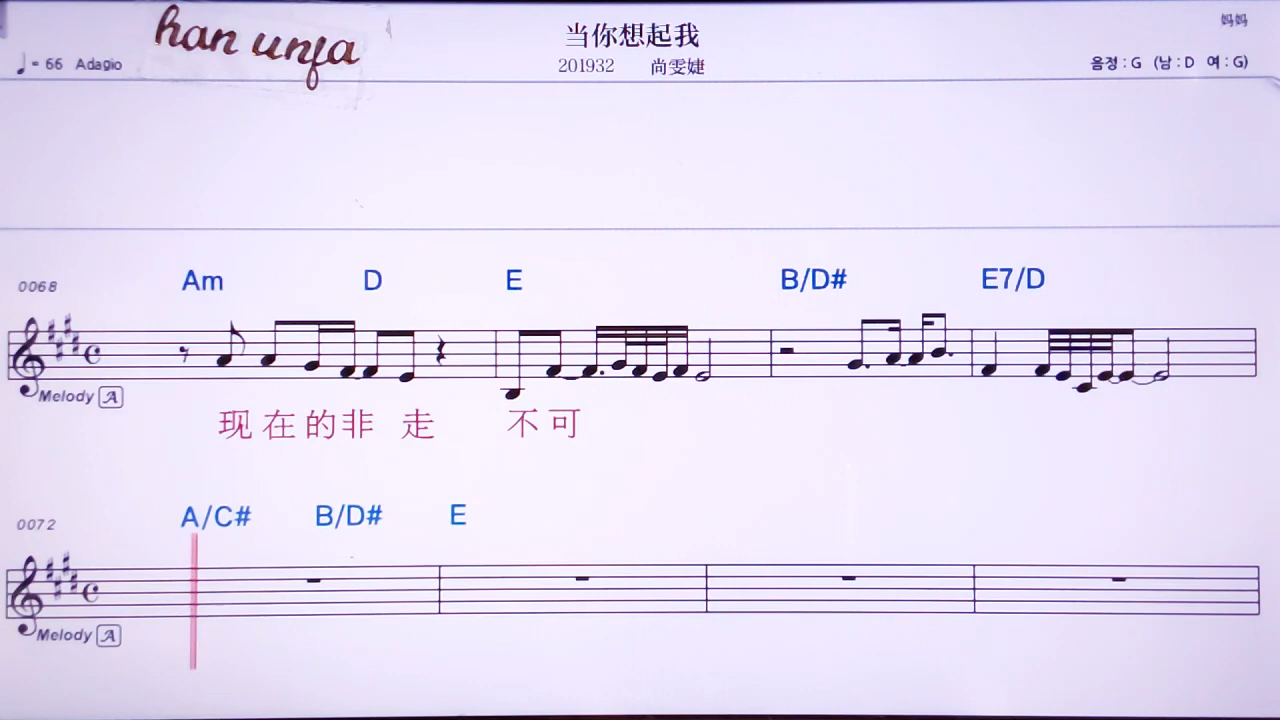 han unfa
当你想起我
妈妈
♩= 66 Adagio
201932 尚雯婕
음정 : G (남 : D 여 : G)
0068 Am D E B/D# E7/D
Melody A
现在的非走 不可
0072 A/C# B/D# E
Melody A